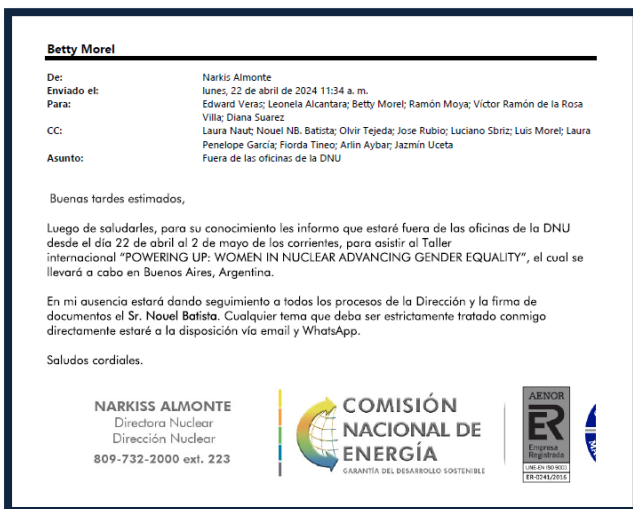 Betty Morel
De: Narkis Almonte
Enviado el: lunes, 22 de abril de 2024 11:34 a. m.
Para: Edward Veras; Leonela Alcantara; Betty Morel; Ramón Moya; Víctor Ramón de la Rosa
Villa; Diana Suarez
CC: Laura Naut; Nouel NB. Batista; Olvir Tejeda; Jose Rubio; Luciano Sbriz; Luis Morel; Laura
Penelope García; Fiorda Tineo; Arlin Aybar; Jazmín Uceta
Asunto: Fuera de las oficinas de la DNU
Buenas tardes estimados,
Luego de saludarles, para su conocimiento les informo que estaré fuera de las oficinas de la DNU
desde el día 22 de abril al 2 de mayo de los corrientes, para asistir al Taller
internacional “POWERING UP: WOMEN IN NUCLEAR ADVANCING GENDER EQUALITY”, el cual se
llevará a cabo en Buenos Aires, Argentina.
En mi ausencia estará dando seguimiento a todos los procesos de la Dirección y la firma de
documentos el Sr. Nouel Batista. Cualquier tema que deba ser estrictamente tratado conmigo
directamente estaré a la disposición vía email y WhatsApp.
Saludos cordiales.
NARKISS ALMONTE
Directora Nuclear
Dirección Nuclear
809-732-2000 ext. 223
COMISIÓN
NACIONAL DE
ENERGÍA
GARANTÍA DEL DESARROLLO SOSTENIBLE
AENOR
ER
Empresa
Registrada
UNE-EN ISO 9001
ER-0241/2016